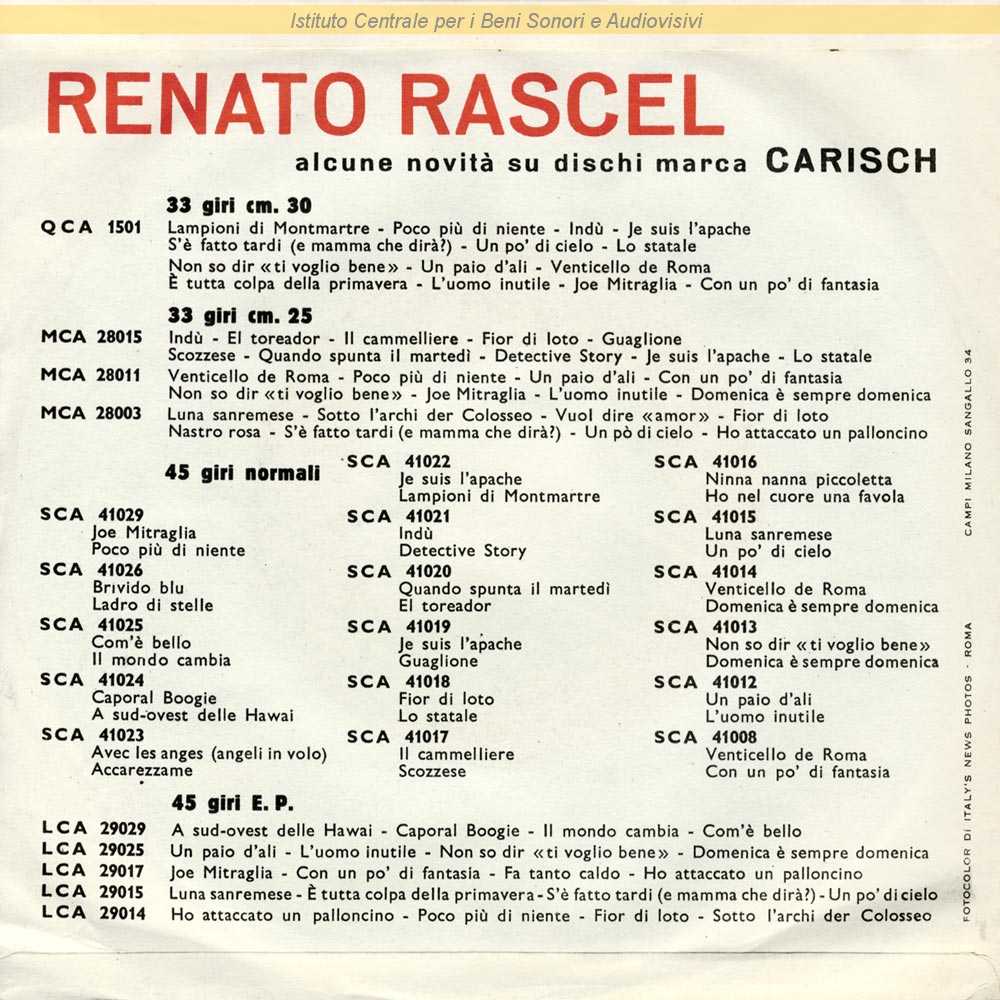 Istituto Centrale per i Beni Sonori e Audiovisivi
RENATO RASCEL
alcune novità su dischi marca CARISCH
33 giri cm. 30
QCA 1501 Lampioni di Montmartre - Poco più di niente - Indù - Je suis l'apache
S'è fatto tardi (e mamma che dirà?) - Un po' di cielo - Lo statale
Non so dir «ti voglio bene» - Un paio d'ali - Venticello de Roma
È tutta colpa della primavera - L'uomo inutile - Joe Mitraglia - Con un po' di fantasia
33 giri cm. 25
MCA 28015 Indù - El toreador - Il cammelliere - Fior di loto - Guaglione
Scozzese - Quando spunta il martedì - Detective Story - Je suis l'apache - Lo statale
MCA 28011 Venticello de Roma - Poco più di niente - Un paio d'ali - Con un po' di fantasia
Non so dir «ti voglio bene» - Joe Mitraglia - L'uomo inutile - Domenica è sempre domenica
MCA 28003 Luna sanremese - Sotto l'archi der Colosseo - Vuol dire «amor» - Fior di loto
Nastro rosa - S'è fatto tardi (e mamma che dirà?) - Un pò di cielo - Ho attaccato un palloncino
45 giri normali
SCA 41029
Joe Mitraglia
Poco più di niente
SCA 41026
Brivido blu
Ladro di stelle
SCA 41025
Com'è bello
Il mondo cambia
SCA 41024
Caporal Boogie
A sud-ovest delle Hawai
SCA 41023
Avec les anges (angeli in volo)
Accarezzame
SCA 41022
Je suis l'apache
Lampioni di Montmartre
SCA 41021
Indù
Detective Story
SCA 41020
Quando spunta il martedì
El toreador
SCA 41019
Je suis l'apache
Guaglione
SCA 41018
Fior di loto
Lo statale
SCA 41017
Il cammelliere
Scozzese
SCA 41016
Ninna nanna piccoletta
Ho nel cuore una favola
SCA 41015
Luna sanremese
Un po' di cielo
SCA 41014
Venticello de Roma
Domenica è sempre domenica
SCA 41013
Non so dir «ti voglio bene»
Domenica è sempre domenica
SCA 41012
Un paio d'ali
L'uomo inutile
SCA 41008
Venticello de Roma
Con un po' di fantasia
45 giri E. P.
LCA 29029 A sud-ovest delle Hawai - Caporal Boogie - Il mondo cambia - Com'è bello
LCA 29025 Un paio d'ali - L'uomo inutile - Non so dir «ti voglio bene» - Domenica è sempre domenica
LCA 29017 Joe Mitraglia - Con un po' di fantasia - Fa tanto caldo - Ho attaccato un palloncino
LCA 29015 Luna sanremese - È tutta colpa della primavera - S'è fatto tardi (e mamma che dirà?) - Un po' di cielo
LCA 29014 Ho attaccato un palloncino - Poco più di niente - Fior di loto - Sotto l'archi der Colosseo
FOTOCOLOR DI ITALY'S NEWS PHOTOS - ROMA
CAMPI MILANO SANGALLO 34